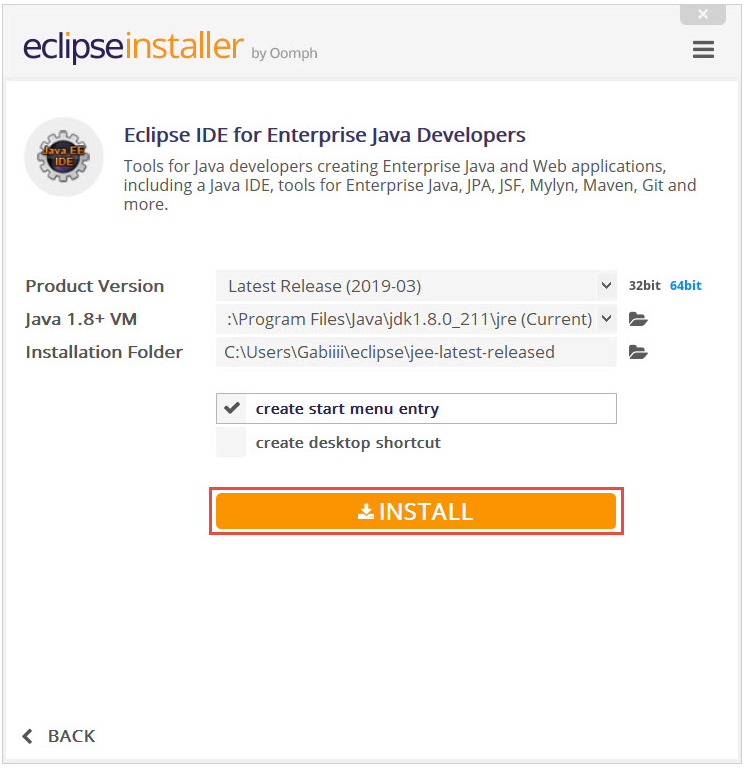 eclipseinstaller by Oomph
Java EE
IDE
Eclipse IDE for Enterprise Java Developers
Tools for Java developers creating Enterprise Java and Web applications,
including a Java IDE, tools for Enterprise Java, JPA, JSF, Mylyn, Maven, Git and
more.
Product Version Latest Release (2019-03) 32bit 64bit
Java 1.8+ VM :\Program Files\Java\jdk1.8.0_211\jre (Current)
Installation Folder C:\Users\Gabiiii\eclipse\jee-latest-released
create start menu entry
create desktop shortcut
INSTALL
BACK